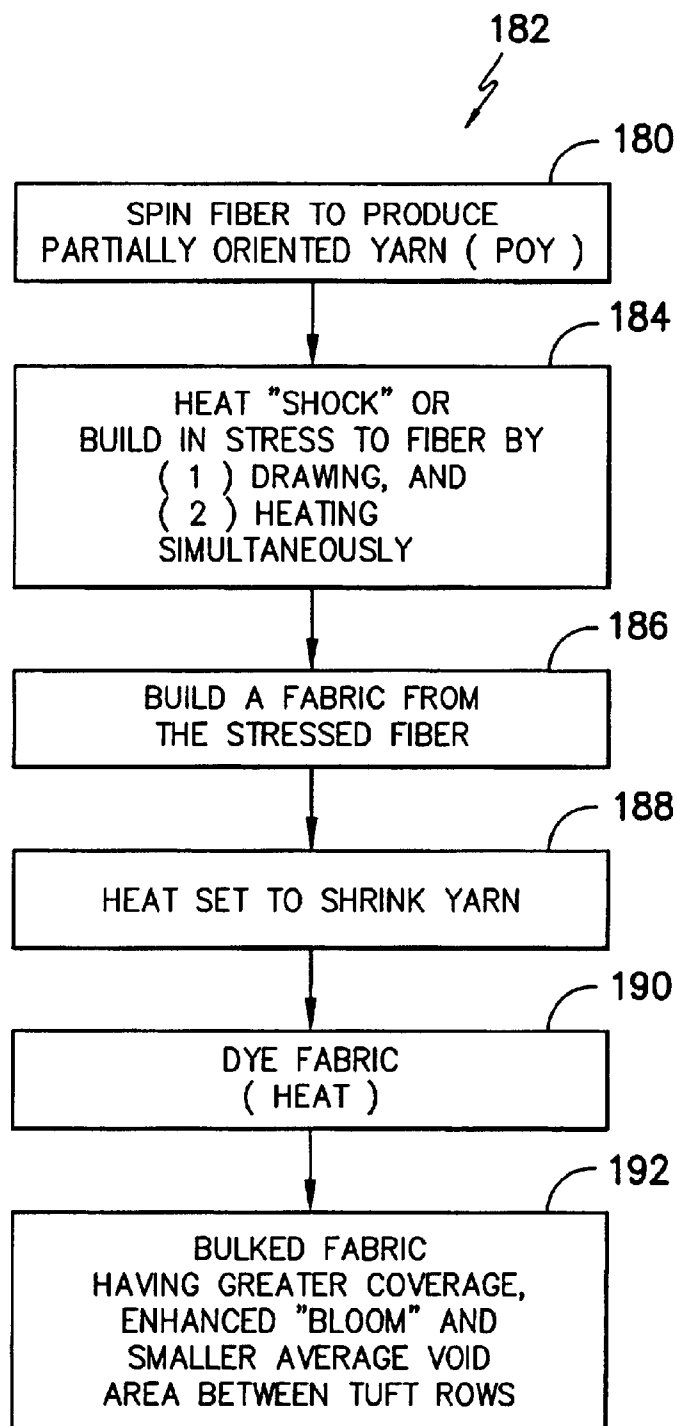 182
180
SPIN FIBER TO PRODUCE
PARTIALLY ORIENTED YARN ( POY )
184
HEAT "SHOCK" OR
BUILD IN STRESS TO FIBER BY
( 1 ) DRAWING, AND
( 2 ) HEATING
SIMULTANEOUSLY
186
BUILD A FABRIC FROM
THE STRESSED FIBER
188
HEAT SET TO SHRINK YARN
190
DYE FABRIC
( HEAT )
192
BULKED FABRIC
HAVING GREATER COVERAGE,
ENHANCED "BLOOM" AND
SMALLER AVERAGE VOID
AREA BETWEEN TUFT ROWS